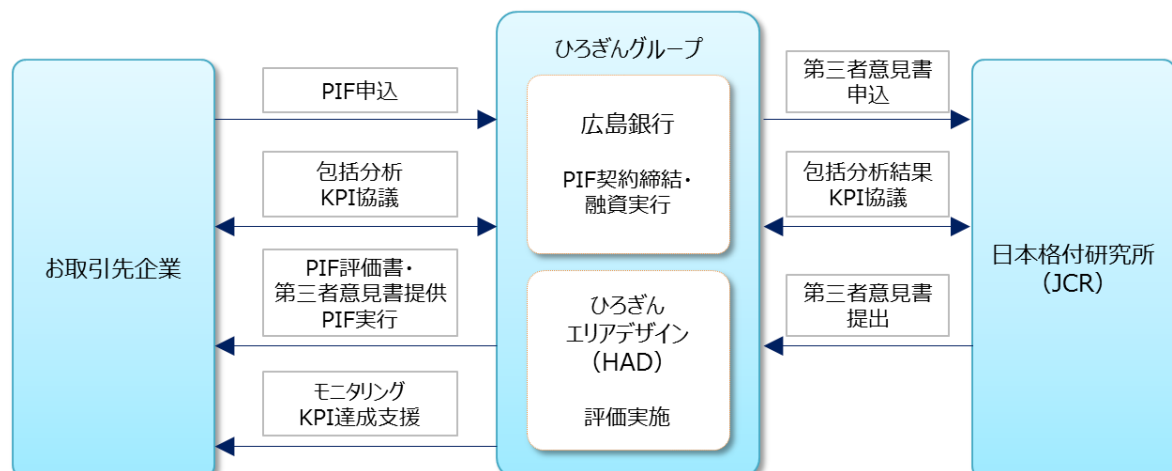 お取引先企業
PIF申込
包括分析
KPI協議
PIF評価書・
第三者意見書提供
PIF実行
モニタリング
KPI達成支援
ひろぎんグループ
広島銀行
PIF契約締結・
融資実行
ひろぎん
エリアデザイン
（HAD）
評価実施
第三者意見書
申込
包括分析結果
KPI協議
第三者意見書
提出
日本格付研究所
（JCR）